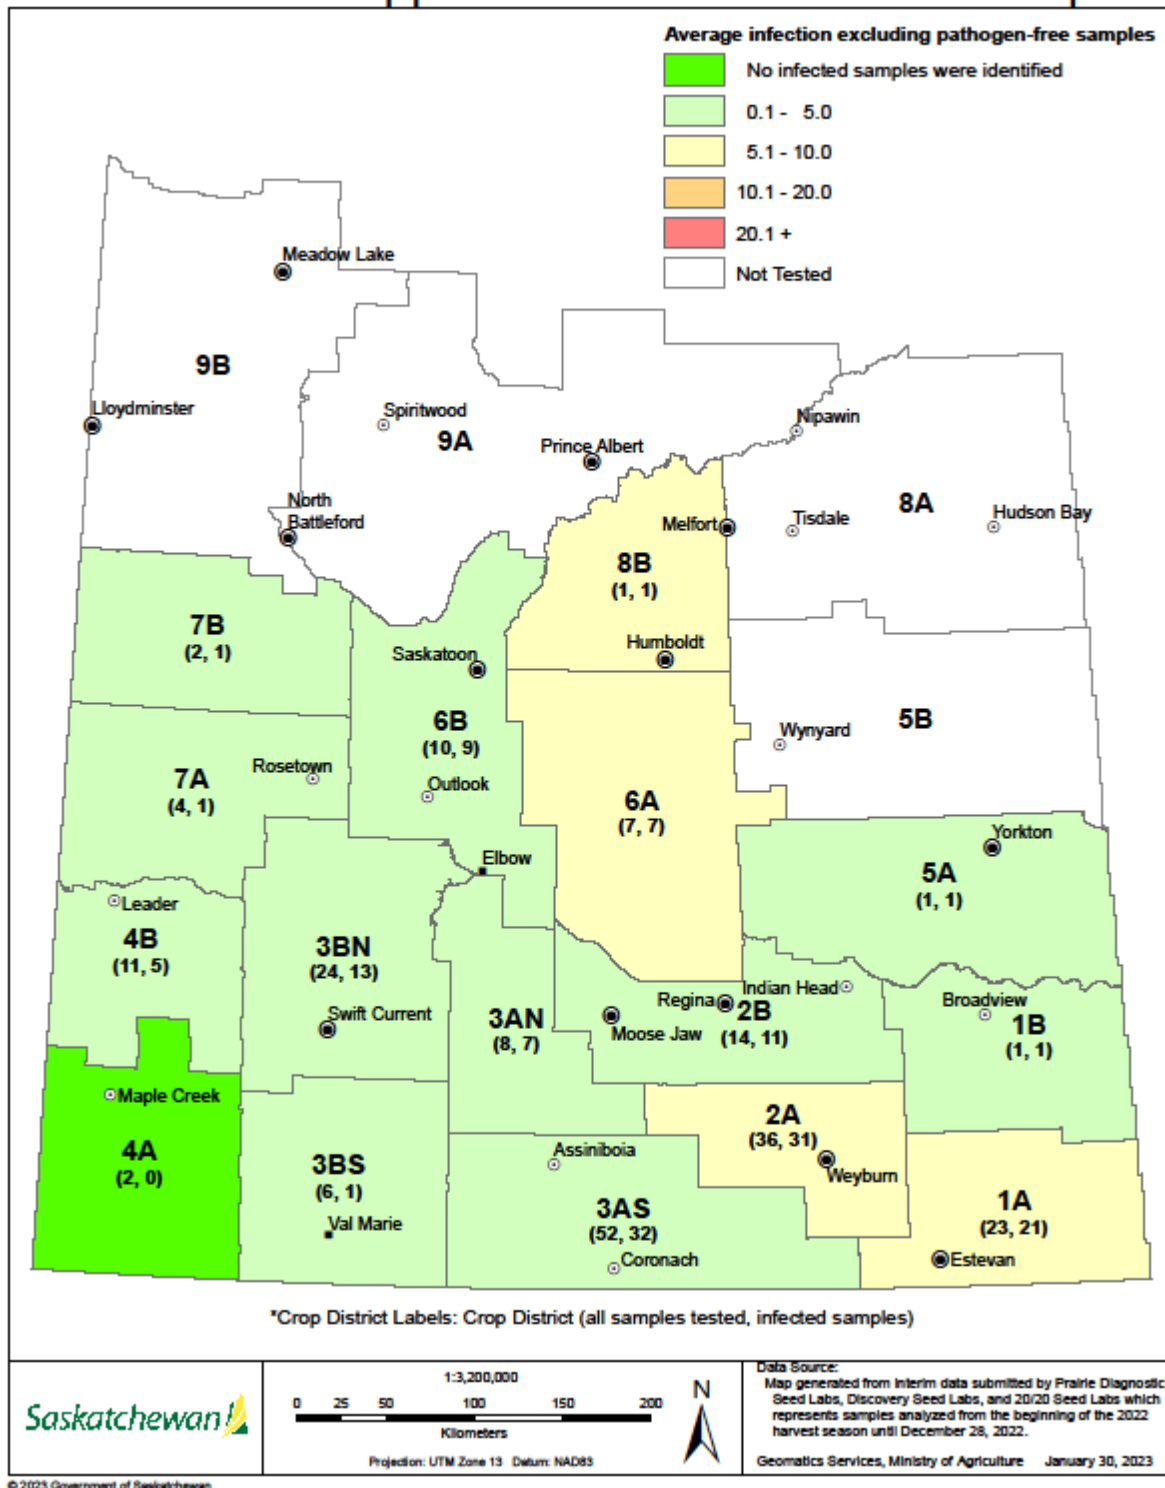 Average infection excluding pathogen-free samples
No infected samples were identified
0.1 - 5.0
5.1 - 10.0
10.1 - 20.0
20.1 +
Not Tested
Meadow Lake
9B
Lloydminster
Spiritwood
9A
Prince Albert
Nipawin
North
Battleford
Melfort
Tisdale
8A
Hudson Bay
8B
(1, 1)
7B
(2, 1)
Saskatoon
Humboldt
6B
(10, 9)
Wynyard
5B
Rosetown
7A
(4, 1)
Outlook
6A
(7, 7)
Yorkton
Elbow
5A
(1, 1)
Leader
4B
(11, 5)
3BN
(24, 13)
Swift Current
3AN
(8, 7)
Regina
Indian Head
Moose Jaw
2B
(14, 11)
Broadview
1B
(1, 1)
Maple Creek
4A
(2, 0)
3BS
(6, 1)
Val Marie
Assiniboia
2A
(36, 31)
Weyburn
3AS
(52, 32)
Coronach
1A
(23, 21)
Estevan
*Crop District Labels: Crop District (all samples tested, infected samples)
Saskatchewan
1:3,200,000
0 25 50 100 150 200
Kilometers
Projection: UTM Zone 13 Datum: NAD83
N
Data Source:
Map generated from interim data submitted by Prairie Diagnostic
Seed Labs, Discovery Seed Labs, and 20/20 Seed Labs which
represents samples analyzed from the beginning of the 2022
harvest season until December 28, 2022.
Geomatics Services, Ministry of Agriculture January 30, 2023
© 2023 Government of Saskatchewan